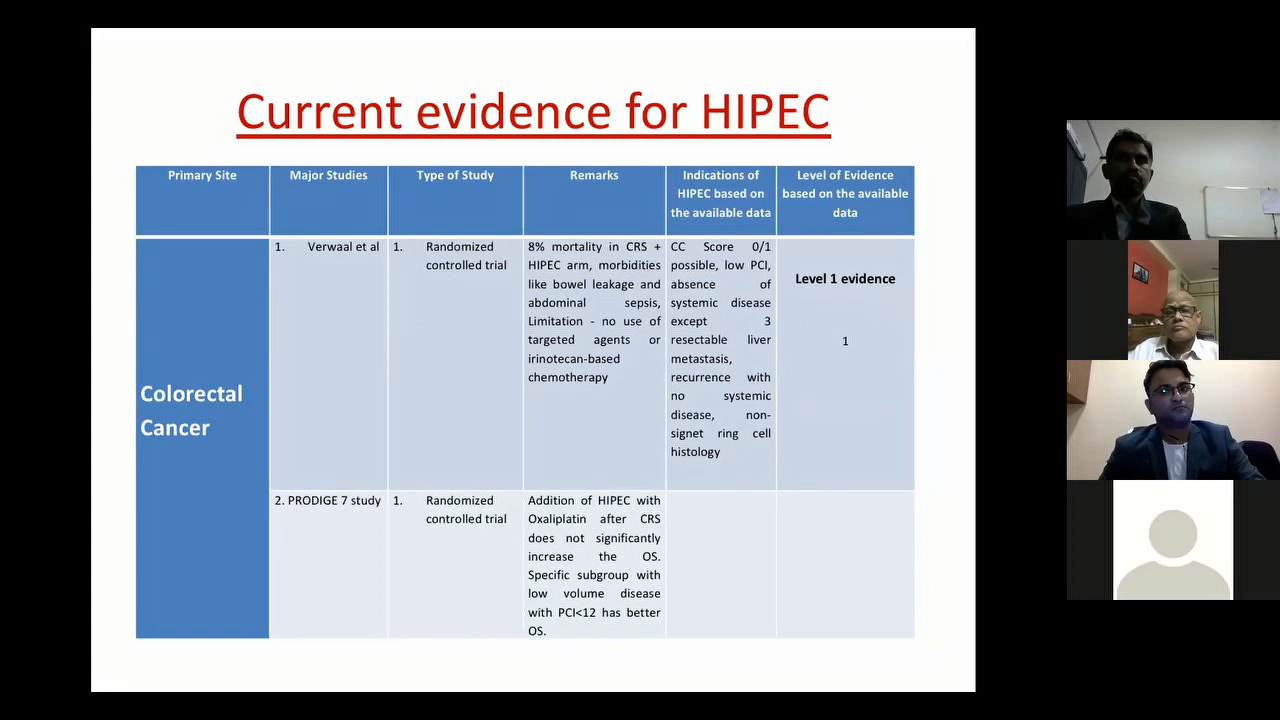 Current evidence for HIPEC
Primary Site
Major Studies
Type of Study
Remarks
Indications of
HIPEC based on
the available data
Level of Evidence
based on the available
data
Colorectal
Cancer
1. Verwaal et al
1. Randomized
controlled trial
8% mortality in CRS +
HIPEC arm, morbidities
like bowel leakage and
abdominal sepsis,
Limitation - no use of
targeted agents or
irinotecan-based
chemotherapy
CC Score 0/1
possible, low PCI,
absence of
systemic disease
except 3
resectable liver
metastasis,
recurrence with
no systemic
disease, non-
signet ring cell
histology
Level 1 evidence
1
2. PRODIGE 7 study
1. Randomized
controlled trial
Addition of HIPEC with
Oxaliplatin after CRS
does not significantly
increase the OS.
Specific subgroup with
low volume disease
with PCI<12 has better
OS.